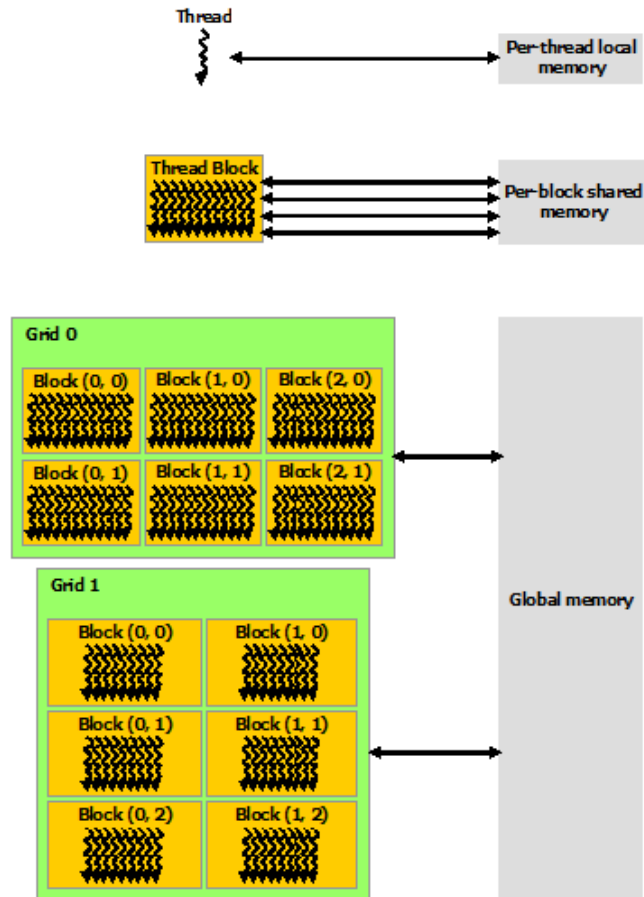 Thread
Per-thread local
memory
Thread Block
Per-block shared
memory
Grid 0
Block (0, 0)
Block (1, 0)
Block (2, 0)
Block (0, 1)
Block (1, 1)
Block (2, 1)
Grid 1
Global memory
Block (0, 0)
Block (1, 0)
Block (0, 1)
Block (1, 1)
Block (0, 2)
Block (1, 2)